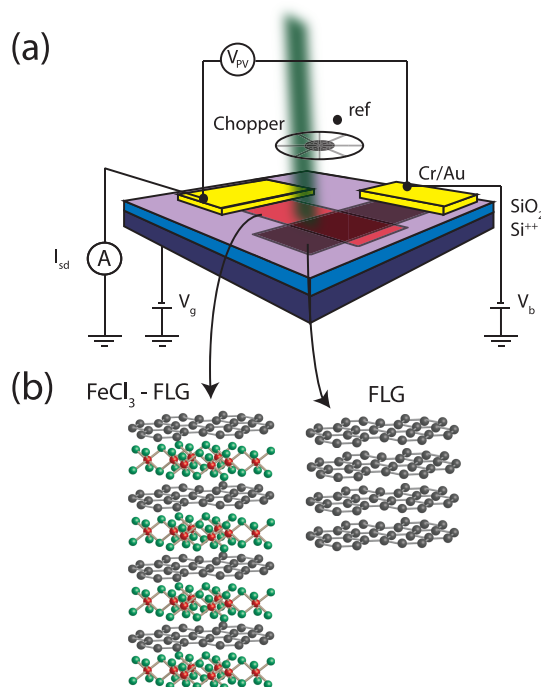 (a)
V_PV
ref
Chopper
Cr/Au
SiO₂
Si⁺⁺
I_sd
A
V_g
V_b
(b)
FeCl₃ - FLG
FLG